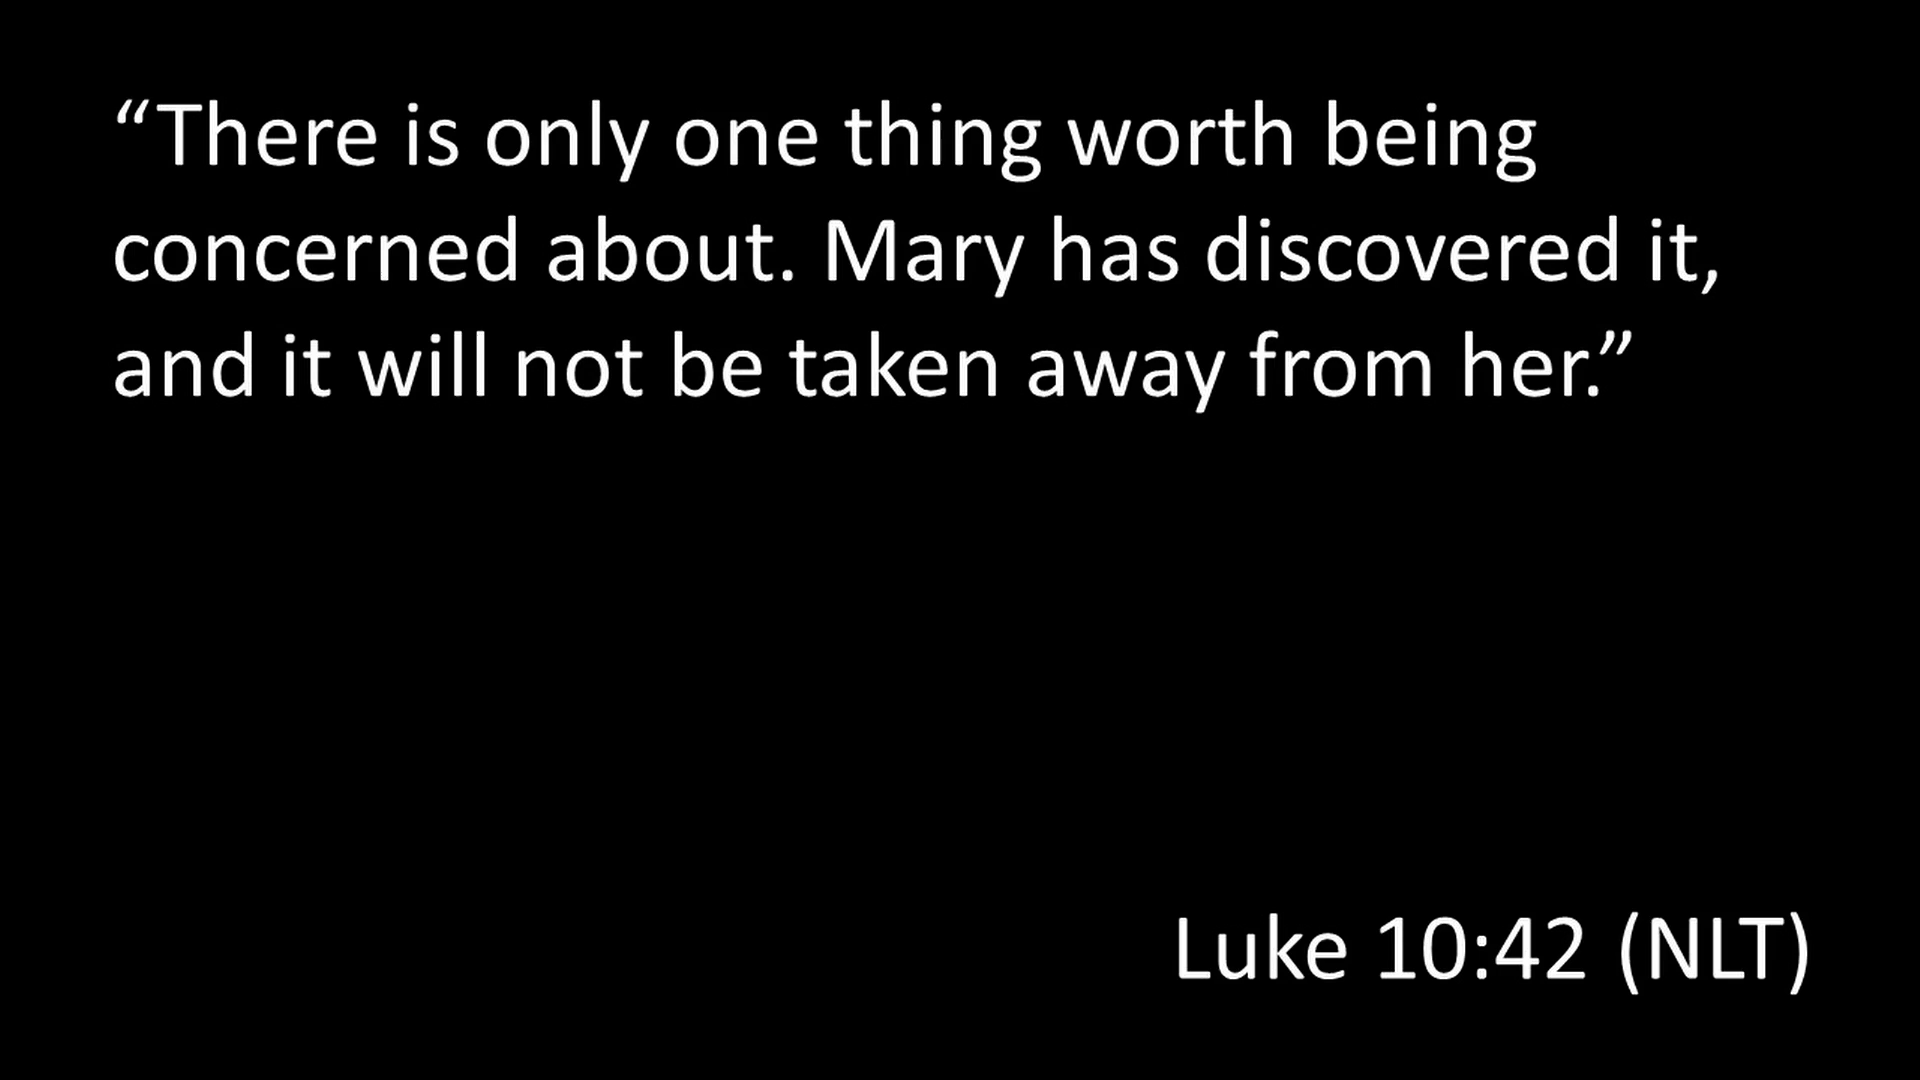 “There is only one thing worth being
concerned about. Mary has discovered it,
and it will not be taken away from her.”
Luke 10:42 (NLT)